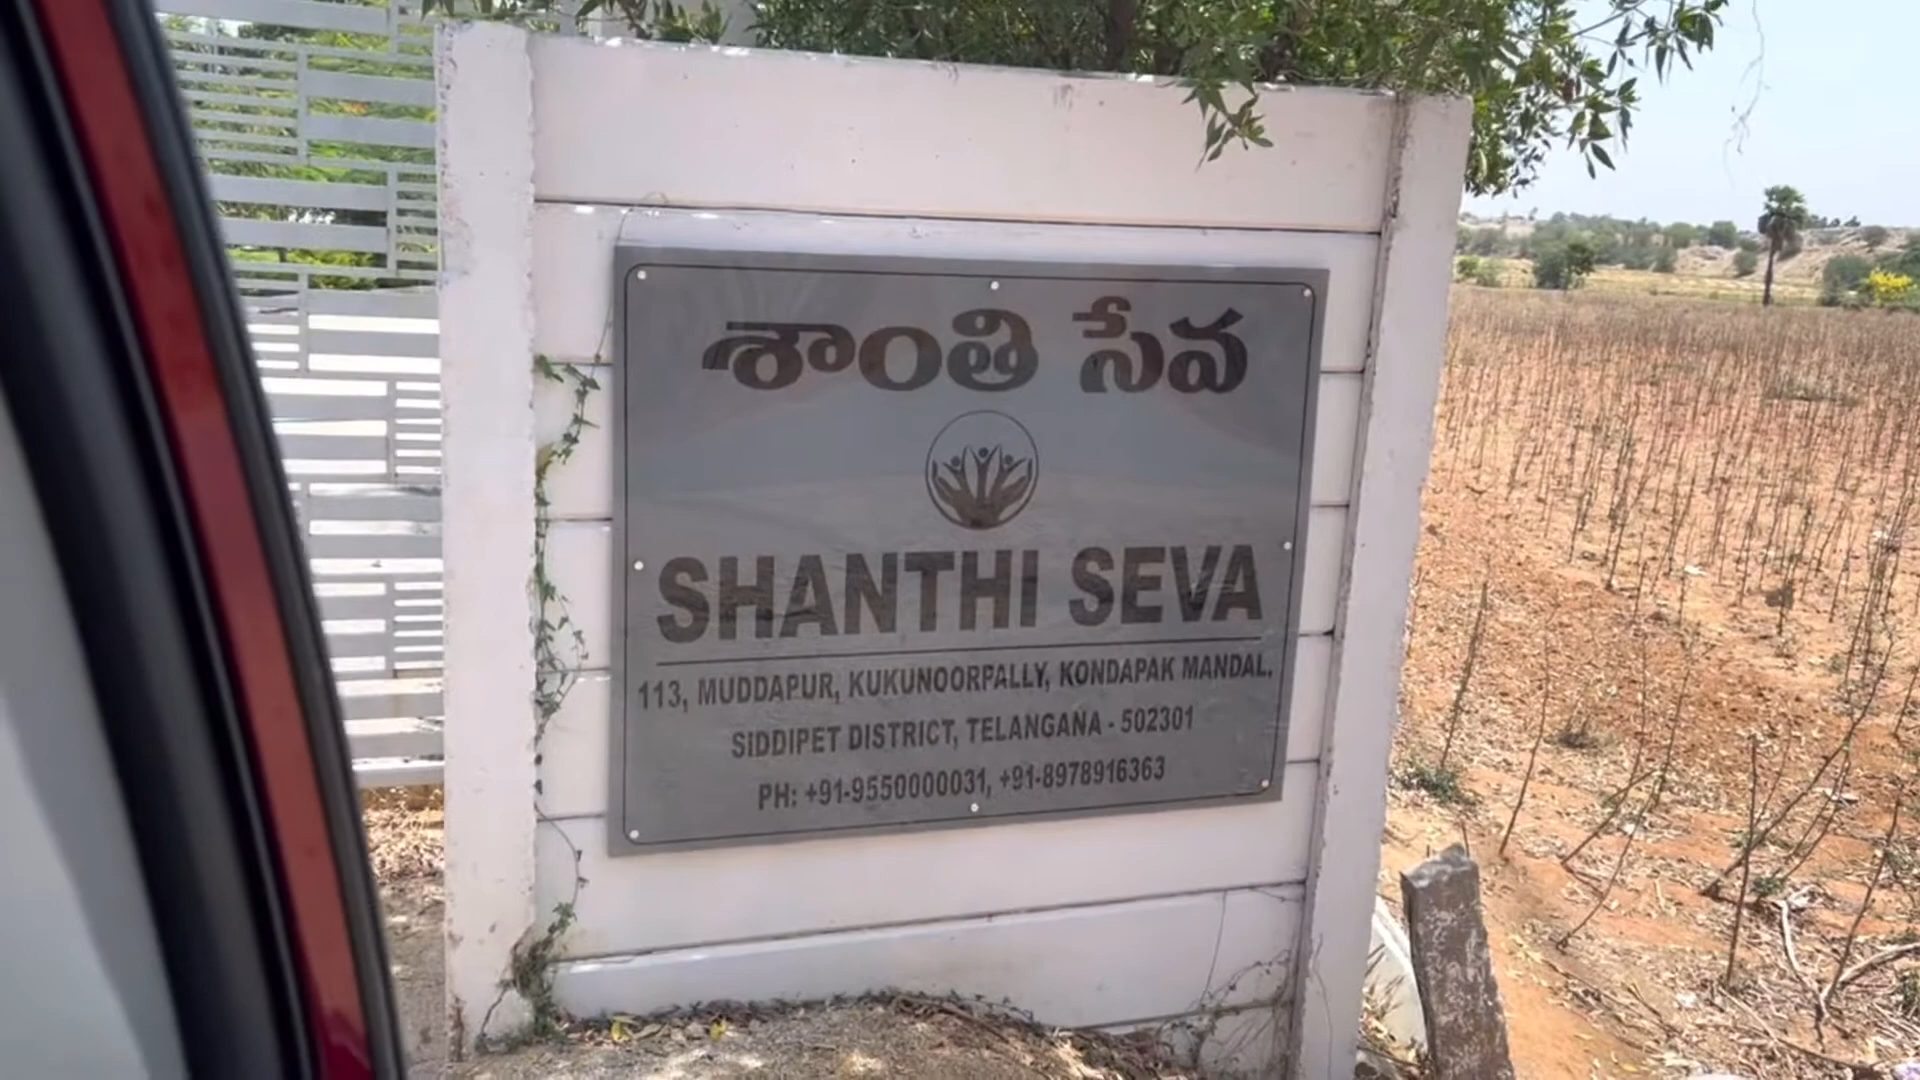 శాంతి సేవ
SHANTHI SEVA
113, MUDDAPUR, KUKUNOORPALLY, KONDAPAK MANDAL,
SIDDIPET DISTRICT, TELANGANA - 502301
PH: +91-9550000031, +91-8978916363